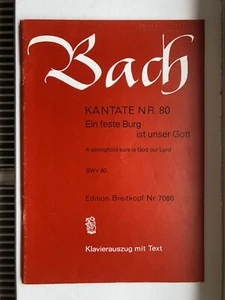 Bach
KANTATE NR. 80
Ein feste Burg
ist unser Gott
A stronghold sure is God our Lord
BWV 80
Edition Breitkopf Nr. 7080
Klavierauszug mit Text